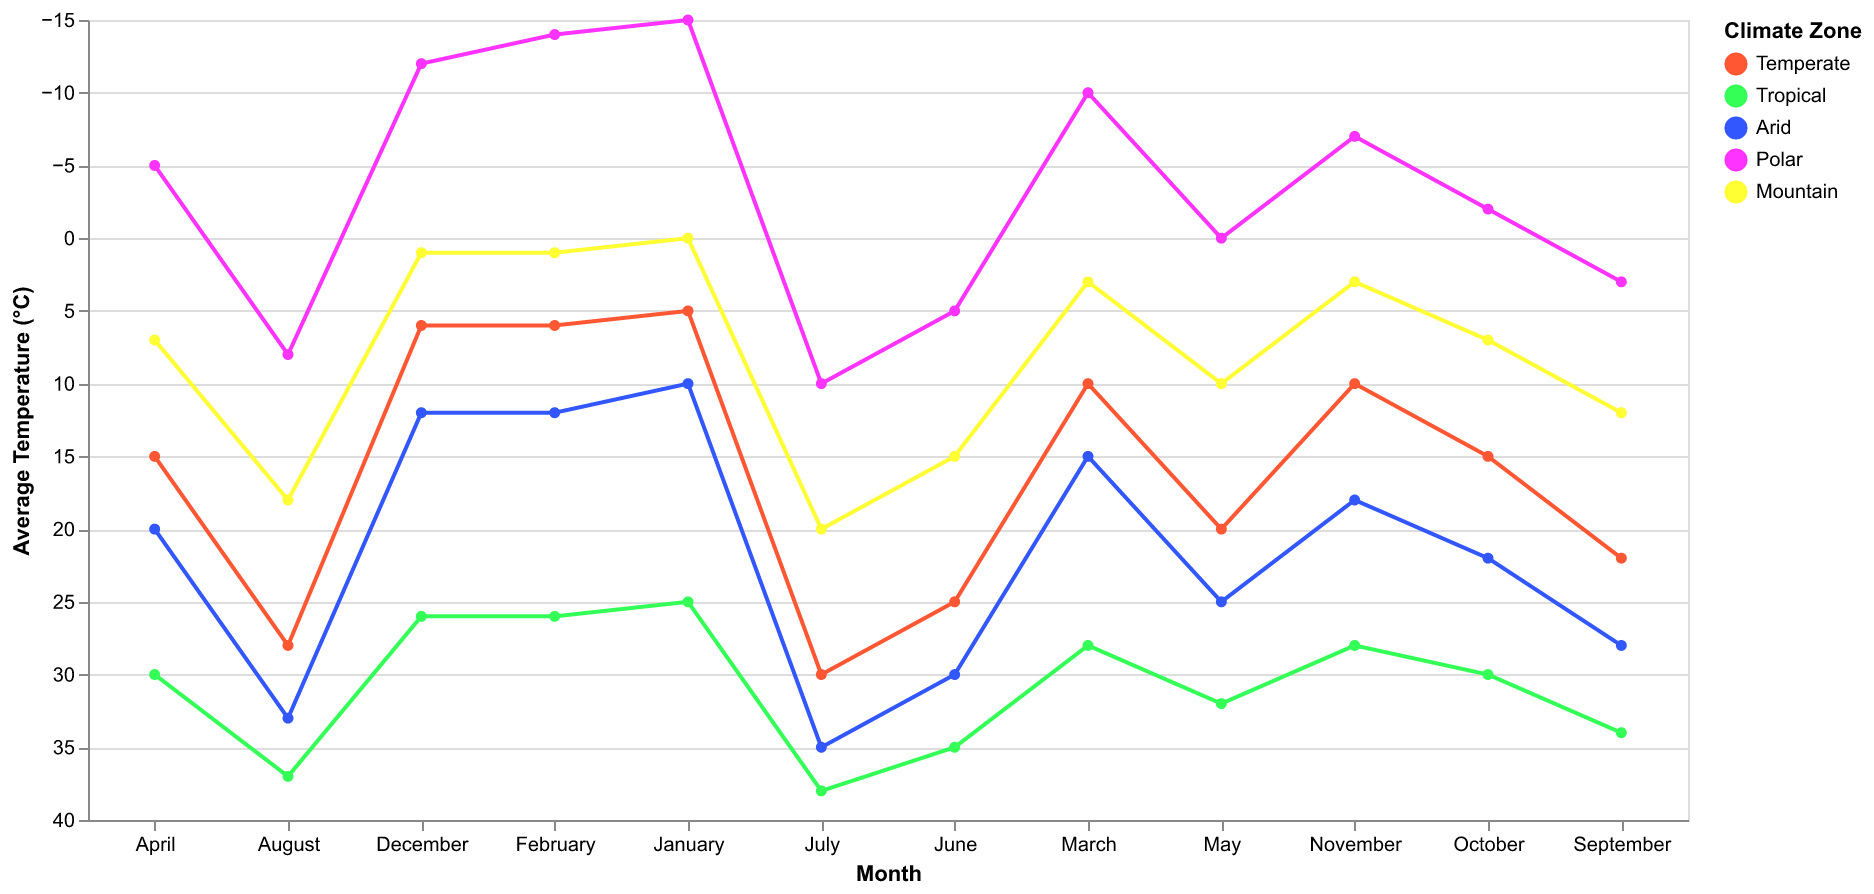 −15
−10
−5
0
5
10
15
20
25
30
35
40
Average Temperature (°C)
April August December February January July June March May November October September
Month
Climate Zone
Temperate
Tropical
Arid
Polar
Mountain